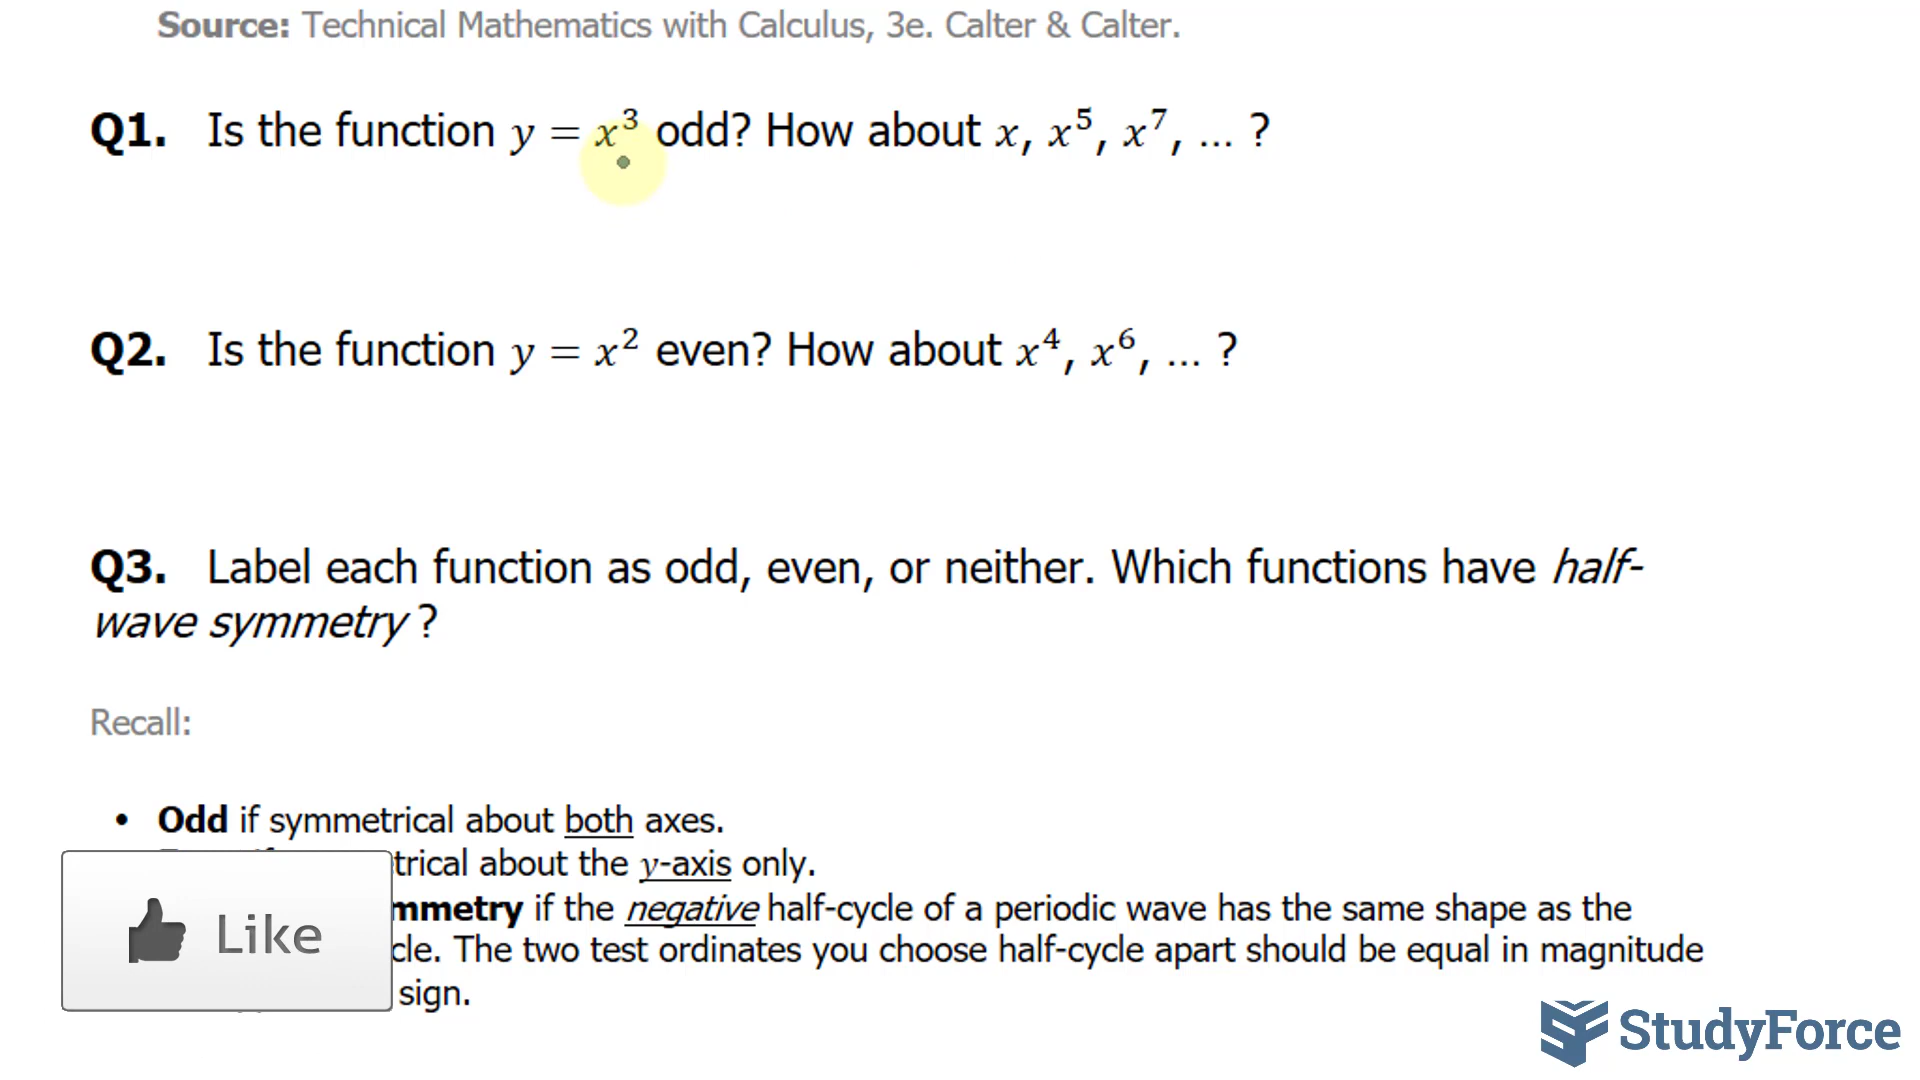 Source: Technical Mathematics with Calculus, 3e. Calter & Calter.
Q1. Is the function y = x³ odd? How about x, x⁵, x⁷, … ?
Q2. Is the function y = x² even? How about x⁴, x⁶, … ?
Q3. Label each function as odd, even, or neither. Which functions have half-
wave symmetry ?
Recall:
• Odd if symmetrical about both axes.
trical about the y-axis only.
mmetry if the negative half-cycle of a periodic wave has the same shape as the
cle. The two test ordinates you choose half-cycle apart should be equal in magnitude
sign.
Like
StudyForce